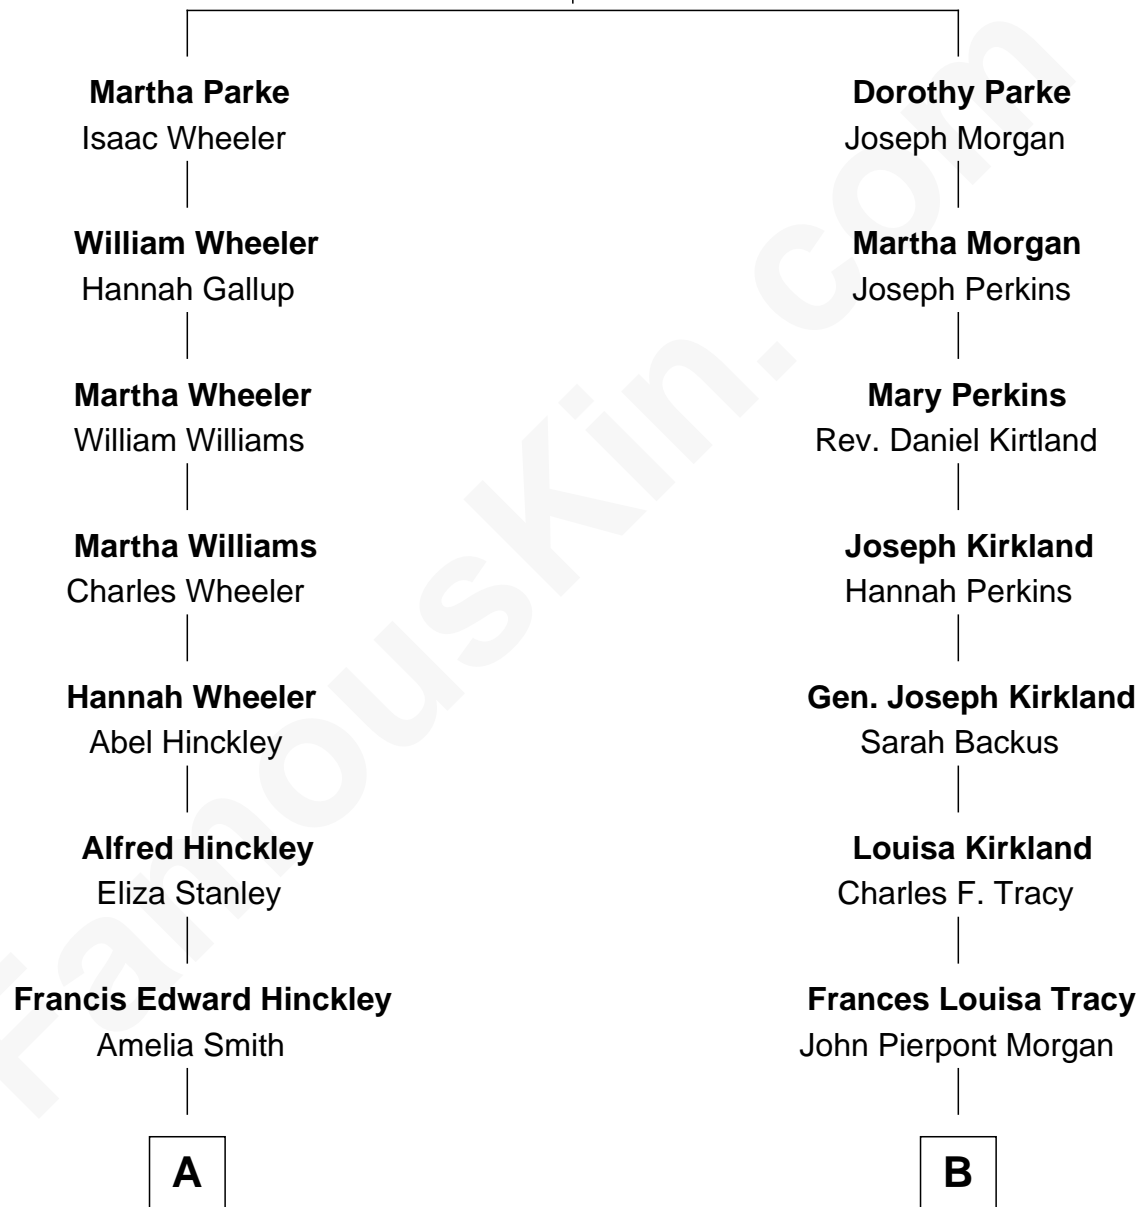 Martha Parke
Isaac Wheeler
William Wheeler
Hannah Gallup
Martha Wheeler
William Williams
Martha Williams
Charles Wheeler
Hannah Wheeler
Abel Hinckley
Alfred Hinckley
Eliza Stanley
Francis Edward Hinckley
Amelia Smith
A
Dorothy Parke
Joseph Morgan
Martha Morgan
Joseph Perkins
Mary Perkins
Rev. Daniel Kirtland
Joseph Kirkland
Hannah Perkins
Gen. Joseph Kirkland
Sarah Backus
Louisa Kirkland
Charles F. Tracy
Frances Louisa Tracy
John Pierpont Morgan
B
FamousKin.com